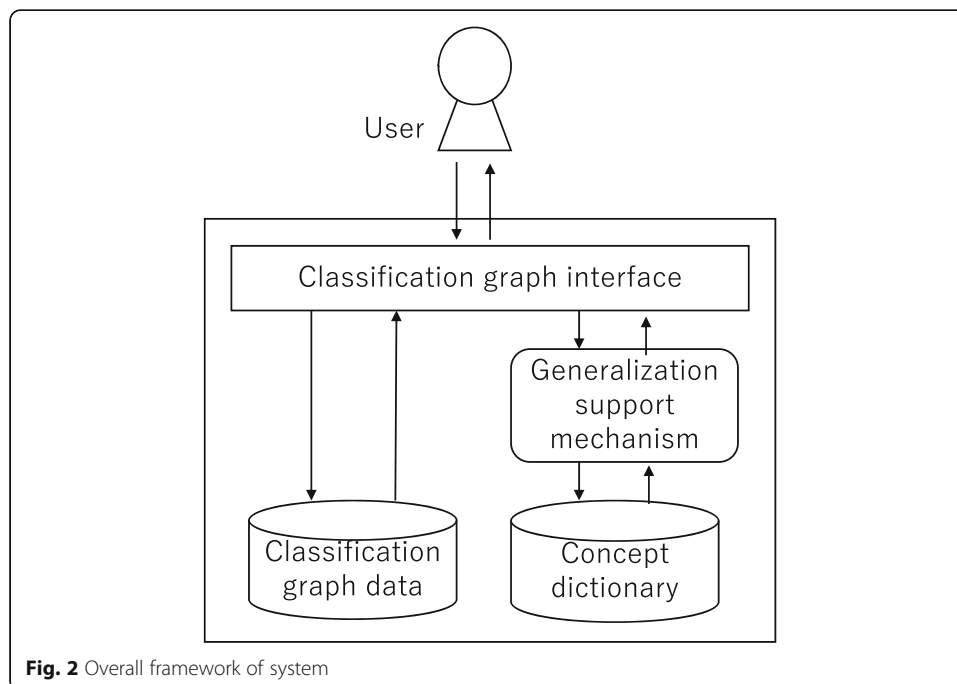 User
Classification graph interface
Generalization
support
mechanism
Classification
graph data
Concept
dictionary
Fig. 2 Overall framework of system